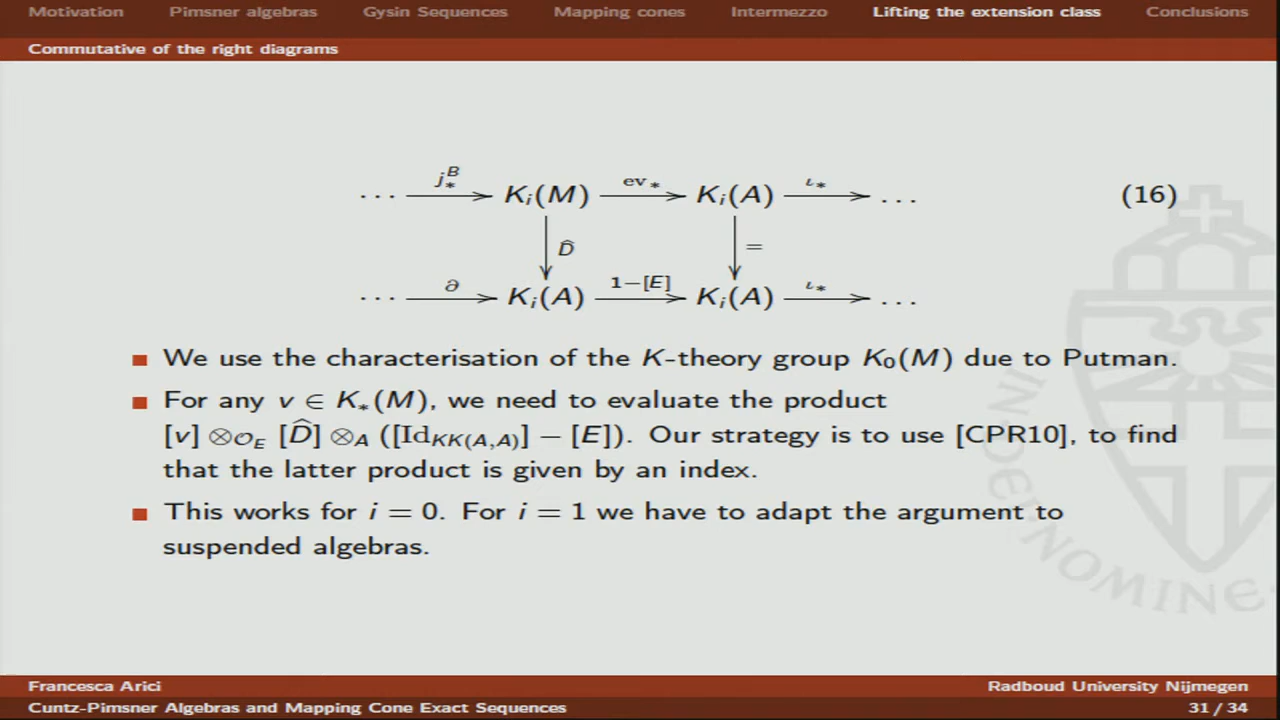 Motivation Pimsner algebras Gysin Sequences Mapping cones Intermezzo Lifting the extension class Conclusions
Commutative of the right diagrams
⋯ j_*^B K_i(M) ev_* K_i(A) ι_* ⋯ (16)
D̂ =
⋯ ∂ K_i(A) 1−[E] K_i(A) ι_* ⋯
We use the characterisation of the K-theory group K₀(M) due to Putman.
For any v ∈ K_*(M), we need to evaluate the product
[v] ⊗_{𝒪_E} [D̂] ⊗_A ([Id_{KK(A,A)}] − [E]). Our strategy is to use [CPR10], to find
that the latter product is given by an index.
This works for i = 0. For i = 1 we have to adapt the argument to
suspended algebras.
IN DEI NOMINE
Francesca Arici Radboud University Nijmegen
Cuntz-Pimsner Algebras and Mapping Cone Exact Sequences 31 / 34